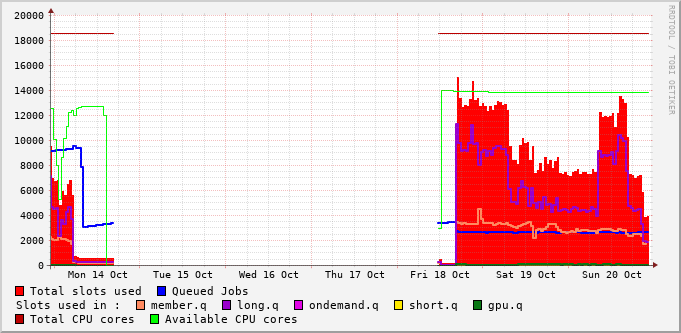 20000
18000
16000
14000
12000
10000
8000
6000
4000
2000
0
Mon 14 Oct Tue 15 Oct Wed 16 Oct Thu 17 Oct Fri 18 Oct Sat 19 Oct Sun 20 Oct
Total slots used Queued Jobs
Slots used in : member.q long.q ondemand.q short.q gpu.q
Total CPU cores Available CPU cores
RRDTOOL / TOBI OETIKER